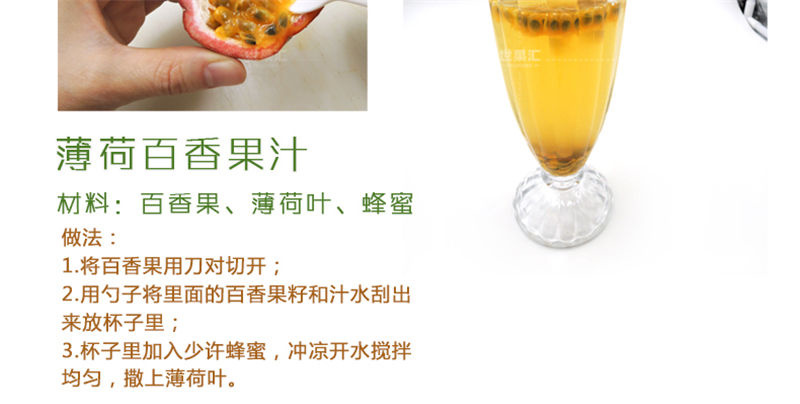 世菓汇
薄荷百香果汁
材料：百香果、薄荷叶、蜂蜜
做法：
1.将百香果用刀对切开；
2.用勺子将里面的百香果籽和汁水刮出
来放杯子里；
3.杯子里加入少许蜂蜜，冲凉开水搅拌
均匀，撒上薄荷叶。